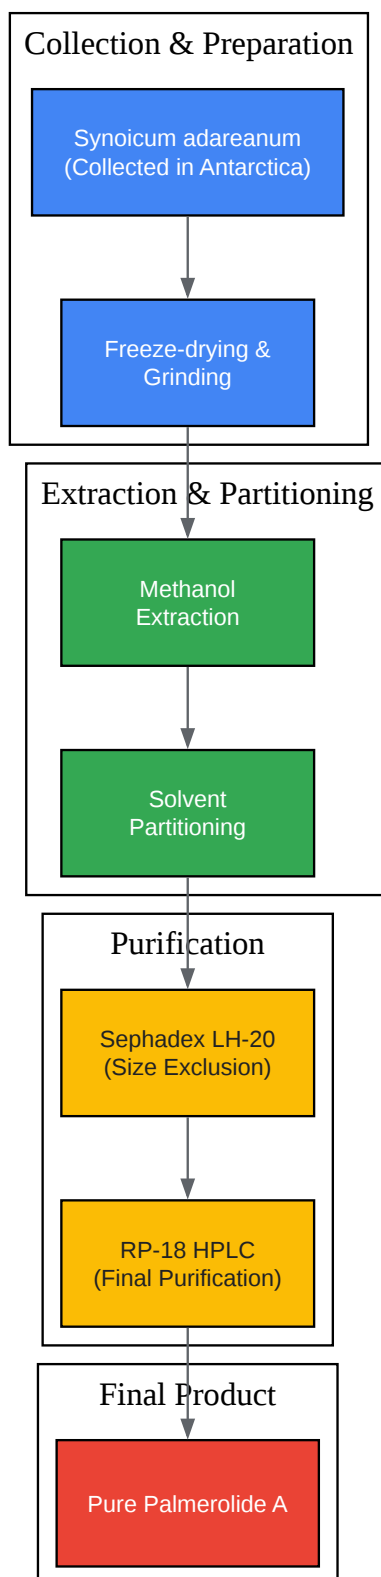 Collection & Preparation
Synoicum adareanum
(Collected in Antarctica)
Freeze-drying &
Grinding
Extraction & Partitioning
Methanol
Extraction
Solvent
Partitioning
Purification
Sephadex LH-20
(Size Exclusion)
RP-18 HPLC
(Final Purification)
Final Product
Pure Palmerolide A